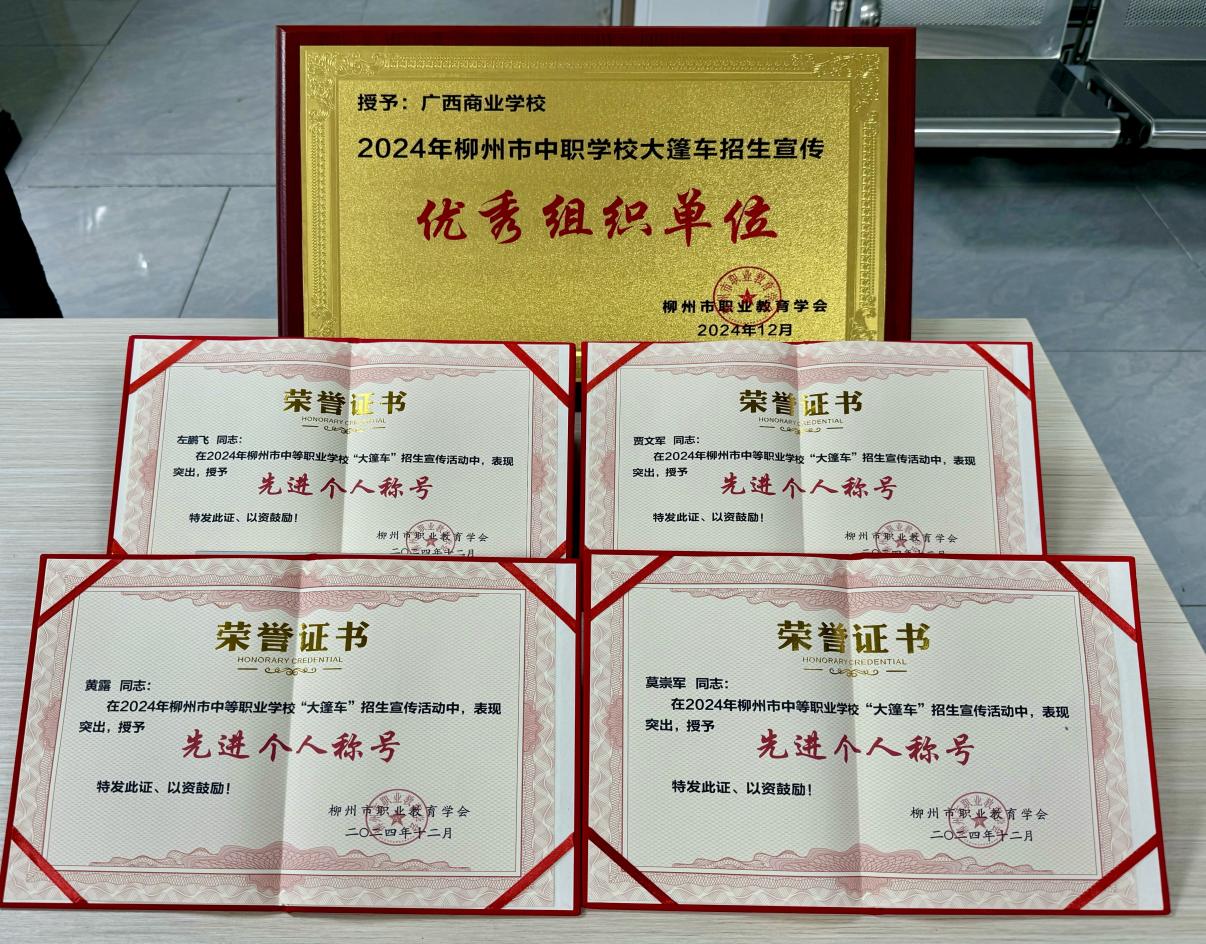 授予：广西商业学校
2024年柳州市中职学校大篷车招生宣传
优秀组织单位
柳州市职业教育学会
2024年12月
荣誉证书
HONORARY CREDENTIAL
左鹏飞 同志：
在2024年柳州市中等职业学校“大篷车”招生宣传活动中，表现
突出，授予
先进个人称号
特发此证、以资鼓励！
柳州市职业教育学会
二〇二四年十二月
荣誉证书
HONORARY CREDENTIAL
贾文军 同志：
在2024年柳州市中等职业学校“大篷车”招生宣传活动中，表现
突出，授予
先进个人称号
特发此证、以资鼓励！
柳州市职业教育学会
二〇二四年十二月
荣誉证书
HONORARY CREDENTIAL
黄露 同志：
在2024年柳州市中等职业学校“大篷车”招生宣传活动中，表现
突出，授予
先进个人称号
特发此证、以资鼓励！
柳州市职业教育学会
二〇二四年十二月
荣誉证书
HONORARY CREDENTIAL
莫崇军 同志：
在2024年柳州市中等职业学校“大篷车”招生宣传活动中，表现
突出，授予
先进个人称号
特发此证、以资鼓励！
柳州市职业教育学会
二〇二四年十二月